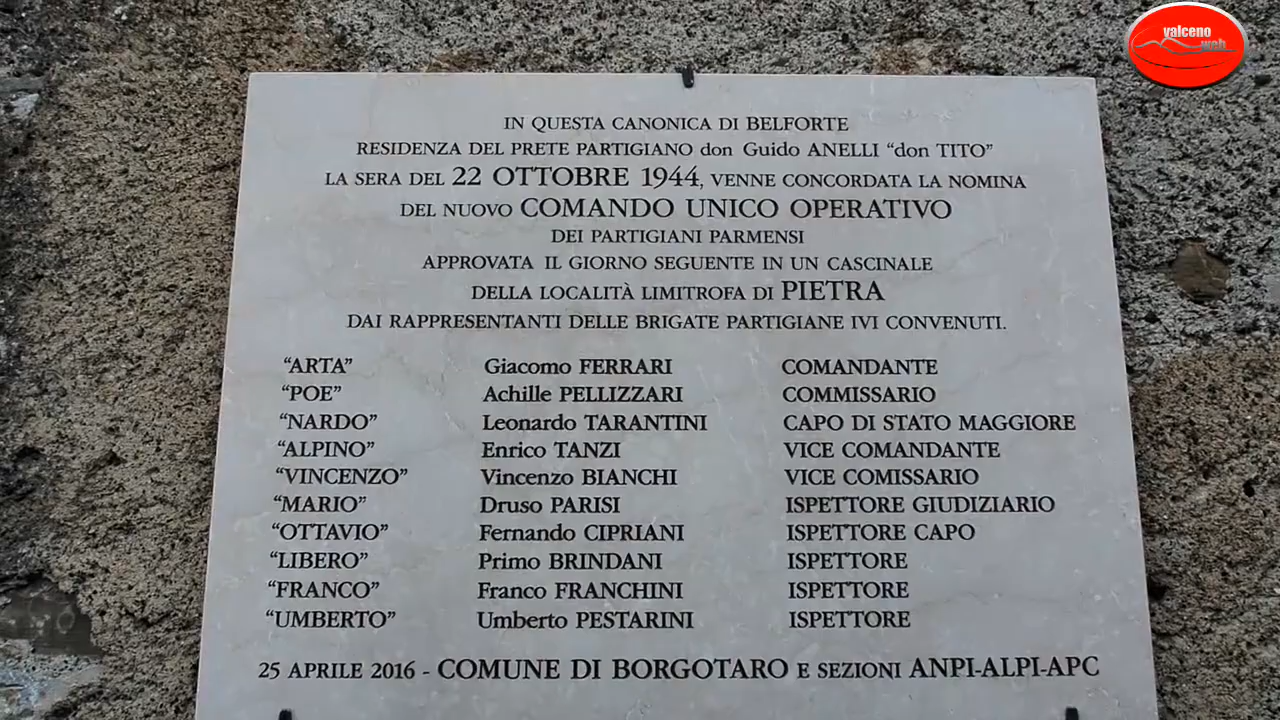 valceno
web
IN QUESTA CANONICA DI BELFORTE
RESIDENZA DEL PRETE PARTIGIANO don Guido ANELLI “don TITO”
LA SERA DEL 22 OTTOBRE 1944, VENNE CONCORDATA LA NOMINA
DEL NUOVO COMANDO UNICO OPERATIVO
DEI PARTIGIANI PARMENSI
APPROVATA IL GIORNO SEGUENTE IN UN CASCINALE
DELLA LOCALITÀ LIMITROFA DI PIETRA
DAI RAPPRESENTANTI DELLE BRIGATE PARTIGIANE IVI CONVENUTI.
“ARTA” Giacomo FERRARI COMANDANTE
“POE” Achille PELLIZZARI COMMISSARIO
“NARDO” Leonardo TARANTINI CAPO DI STATO MAGGIORE
“ALPINO” Enrico TANZI VICE COMANDANTE
“VINCENZO” Vincenzo BIANCHI VICE COMISSARIO
“MARIO” Druso PARISI ISPETTORE GIUDIZIARIO
“OTTAVIO” Fernando CIPRIANI ISPETTORE CAPO
“LIBERO” Primo BRINDANI ISPETTORE
“FRANCO” Franco FRANCHINI ISPETTORE
“UMBERTO” Umberto PESTARINI ISPETTORE
25 APRILE 2016 - COMUNE DI BORGOTARO E SEZIONI ANPI-ALPI-APC